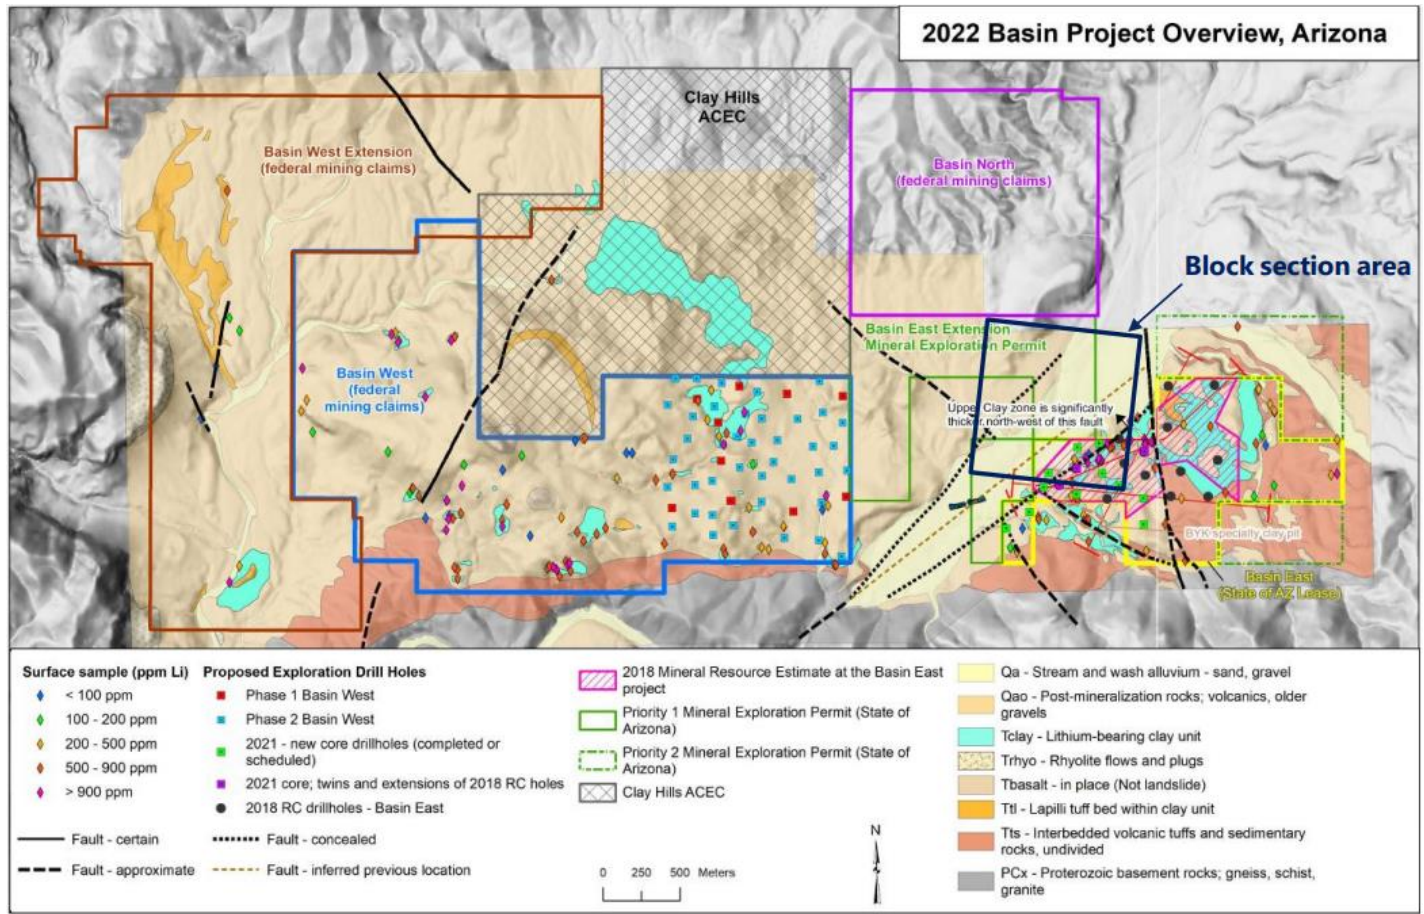 2022 Basin Project Overview, Arizona
Clay Hills
ACEC
Basin West Extension
(federal mining claims)
Basin North
(federal mining claims)
Block section area
Basin East Extension
Mineral Exploration Permit
Basin West
(federal
mining claims)
Upper Clay zone is significantly
thicker north-west of this fault
BYK specialty clay pit
Basin East
(State of AZ Lease)
Surface sample (ppm Li)
< 100 ppm
100 - 200 ppm
200 - 500 ppm
500 - 900 ppm
> 900 ppm
Proposed Exploration Drill Holes
Phase 1 Basin West
Phase 2 Basin West
2021 - new core drillholes (completed or
scheduled)
2021 core; twins and extensions of 2018 RC holes
2018 RC drillholes - Basin East
Fault - certain
Fault - concealed
Fault - approximate
Fault - inferred previous location
2018 Mineral Resource Estimate at the Basin East
project
Priority 1 Mineral Exploration Permit (State of
Arizona)
Priority 2 Mineral Exploration Permit (State of
Arizona)
Clay Hills ACEC
N
0 250 500 Meters
Qa - Stream and wash alluvium - sand, gravel
Qao - Post-mineralization rocks; volcanics, older
gravels
Tclay - Lithium-bearing clay unit
Trhyo - Rhyolite flows and plugs
Tbasalt - in place (Not landslide)
Ttl - Lapilli tuff bed within clay unit
Tts - Interbedded volcanic tuffs and sedimentary
rocks, undivided
PCx - Proterozoic basement rocks; gneiss, schist,
granite